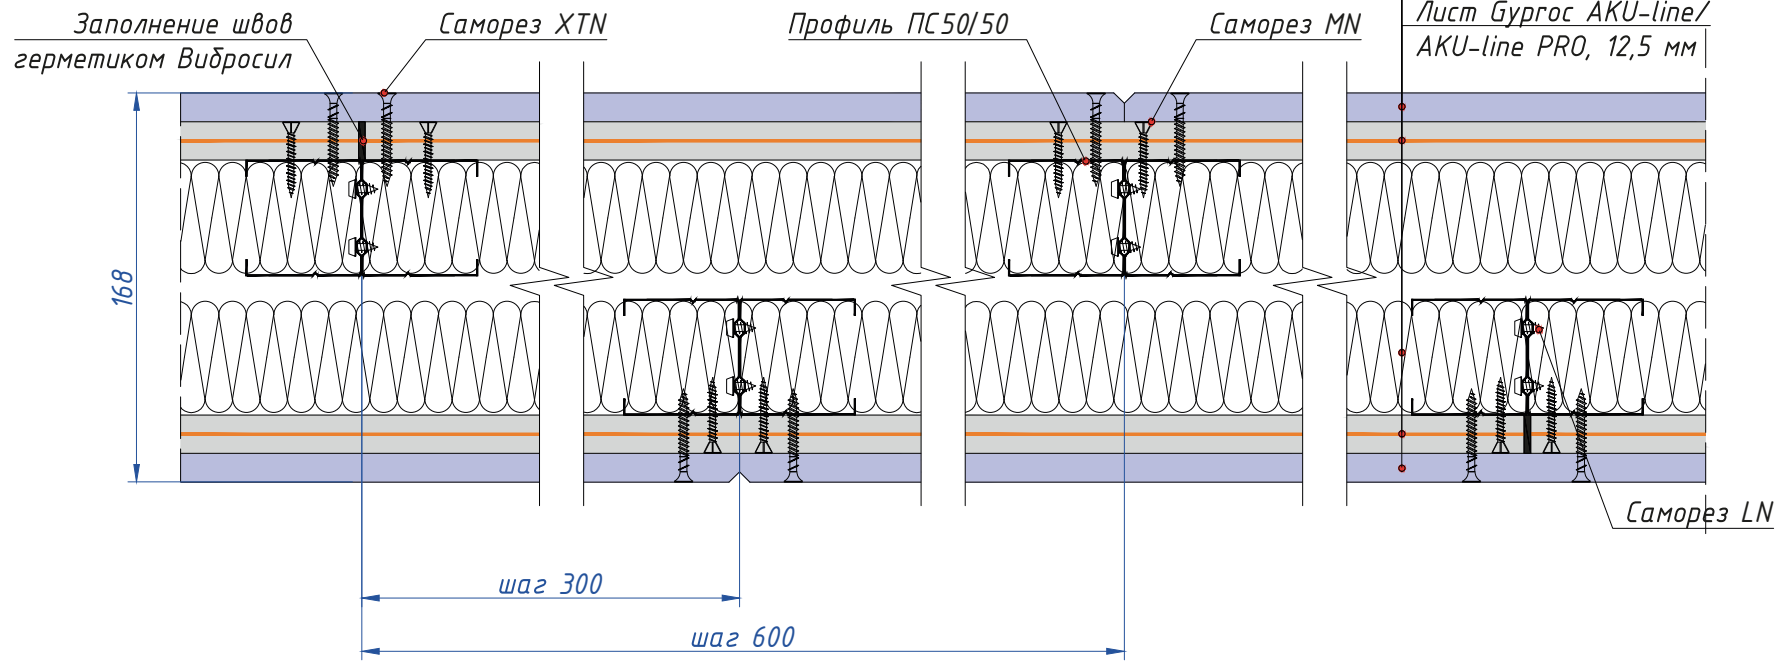 Заполнение швов
герметиком Вибросил
Саморез XTN
Профиль ПС50/50
Саморез MN
Лист Gyproc AKU-line/
AKU-line PRO, 12,5 мм
168
Саморез LN
шаг 300
шаг 600